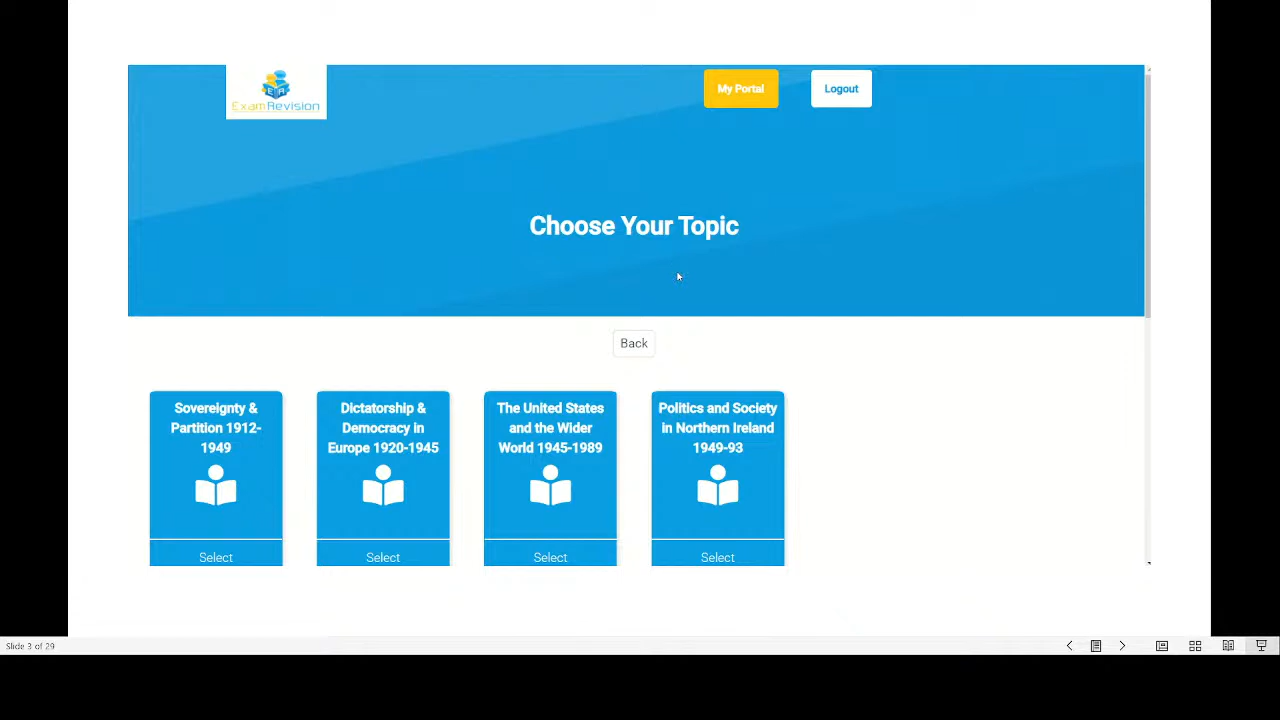 ER
ExamRevision
My Portal
Logout
Choose Your Topic
Back
Sovereignty &
Partition 1912-
1949
Select
Dictatorship &
Democracy in
Europe 1920-1945
Select
The United States
and the Wider
World 1945-1989
Select
Politics and Society
in Northern Ireland
1949-93
Select
Slide 3 of 29